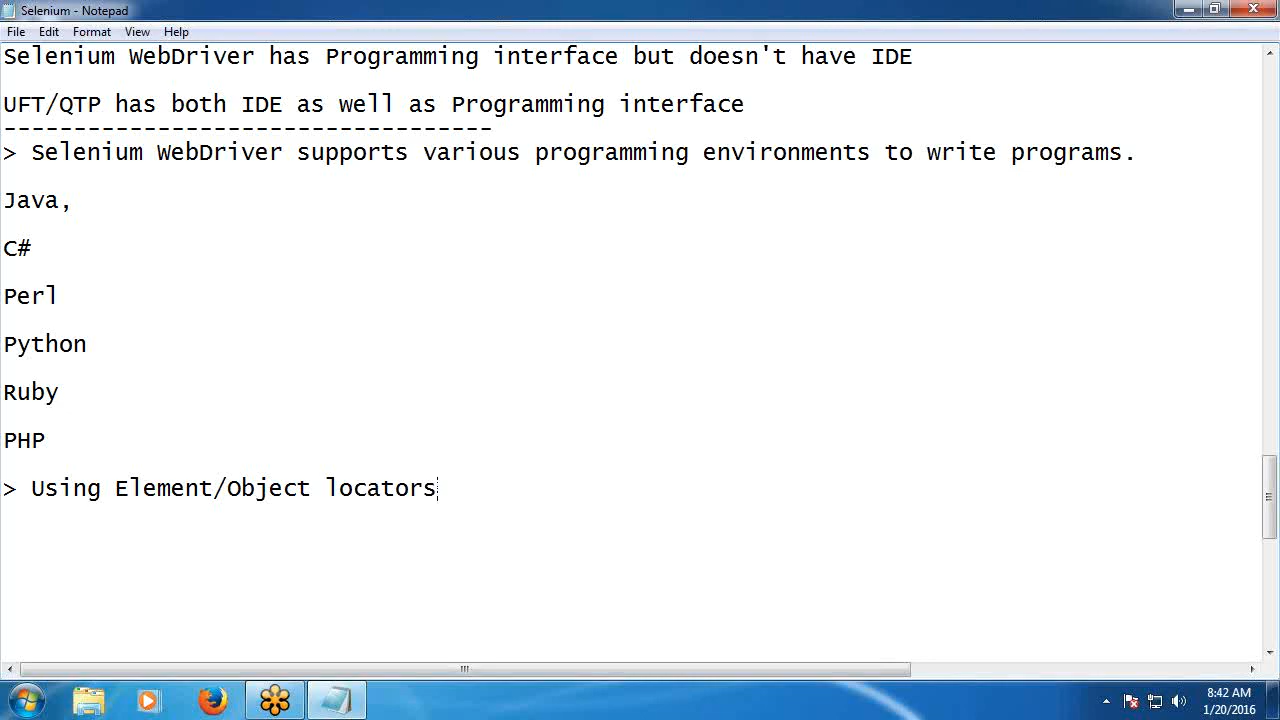 Selenium - Notepad
File Edit Format View Help
Selenium WebDriver has Programming interface but doesn't have IDE
UFT/QTP has both IDE as well as Programming interface
-----------------------------------
> Selenium WebDriver supports various programming environments to write programs.
Java,
C#
Perl
Python
Ruby
PHP
> Using Element/Object locators
8:42 AM
1/20/2016